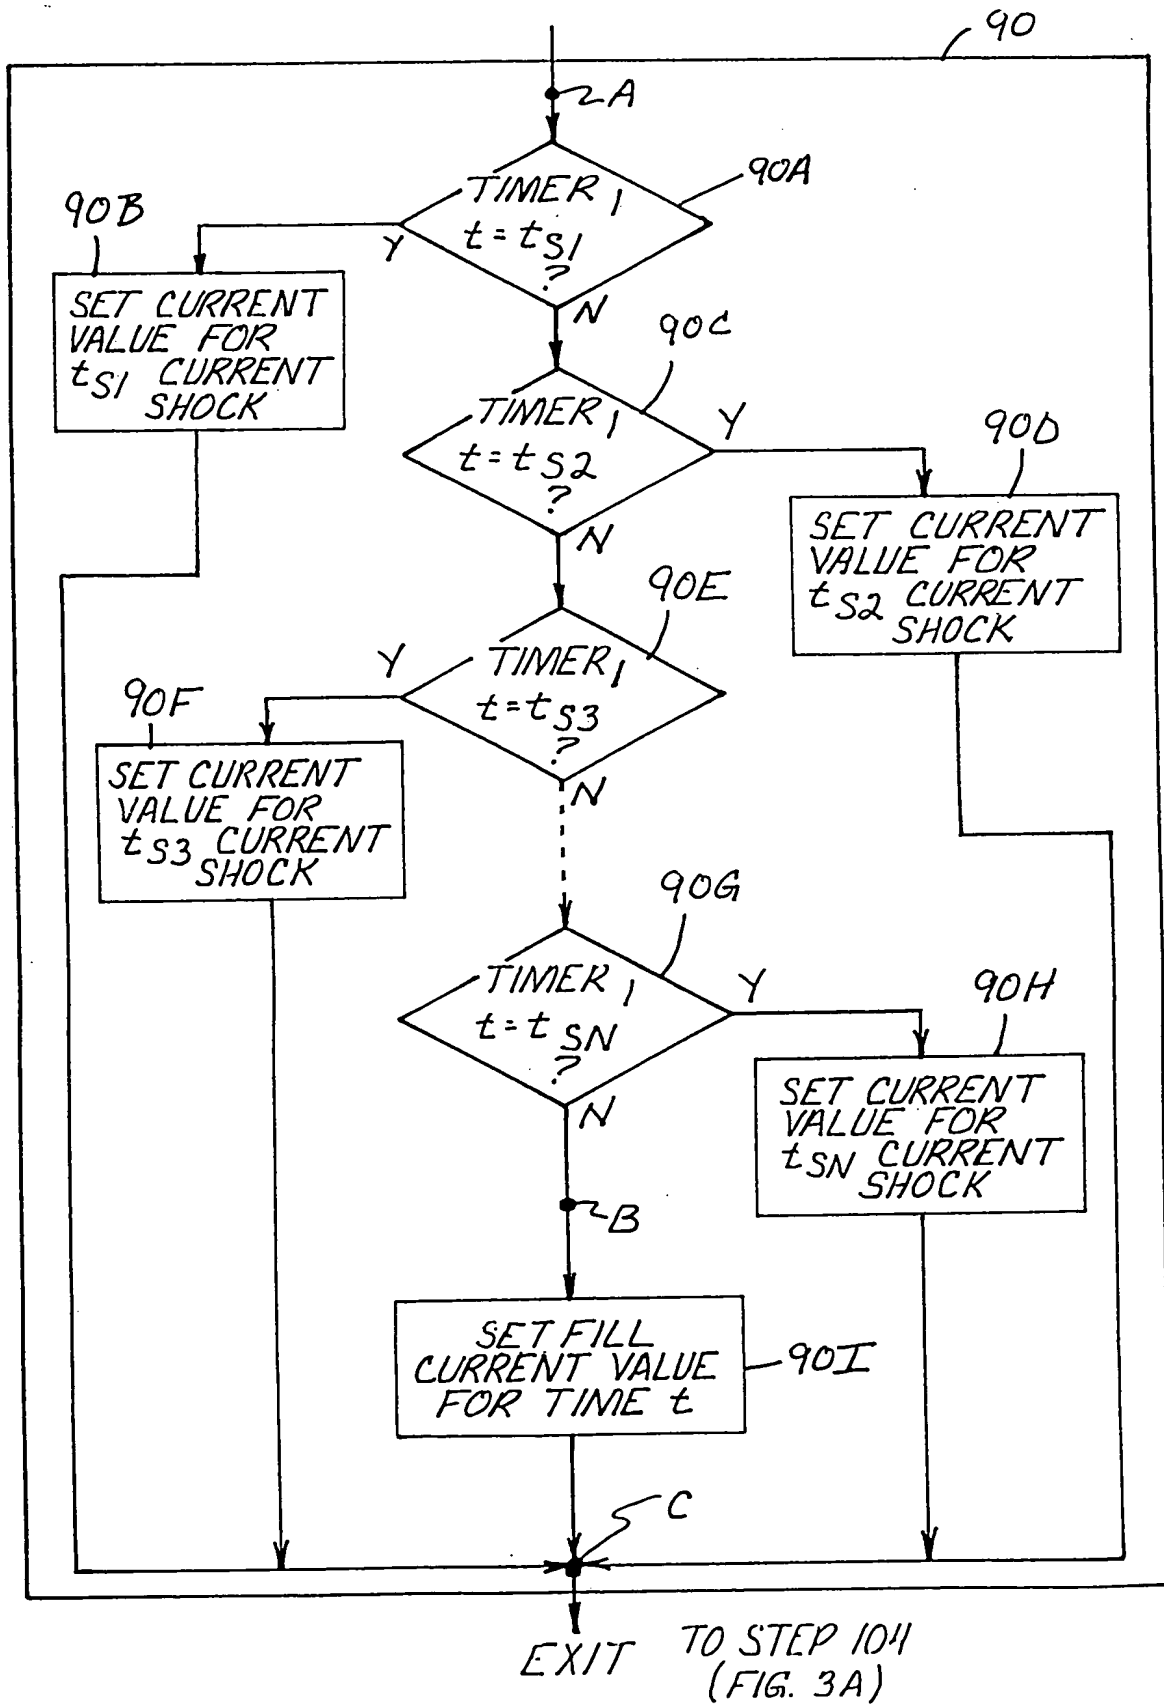 90
A
90A
TIMER 1
t = tS1
?
Y
N
90B
SET CURRENT
VALUE FOR
tS1 CURRENT
SHOCK
90C
TIMER 1
t = tS2
?
Y
N
90D
SET CURRENT
VALUE FOR
tS2 CURRENT
SHOCK
90E
TIMER 1
t = tS3
?
Y
N
90F
SET CURRENT
VALUE FOR
tS3 CURRENT
SHOCK
90G
TIMER 1
t = tSN
?
Y
N
90H
SET CURRENT
VALUE FOR
tSN CURRENT
SHOCK
B
SET FILL
CURRENT VALUE
FOR TIME t
90I
C
EXIT TO STEP 104
(FIG. 3A)